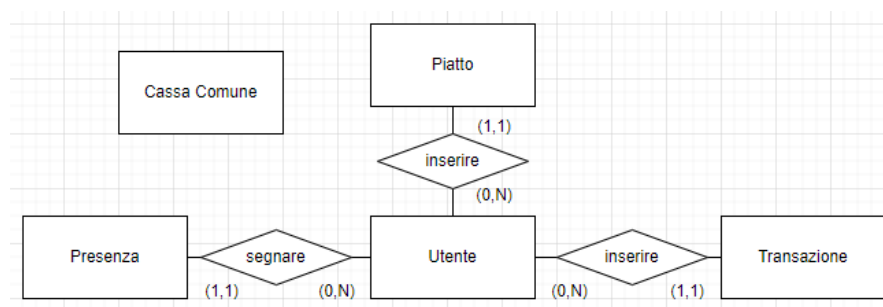 Cassa Comune
Piatto
(1,1)
inserire
(0,N)
Presenza
segnare
Utente
inserire
Transazione
(1,1)
(0,N)
(0,N)
(1,1)